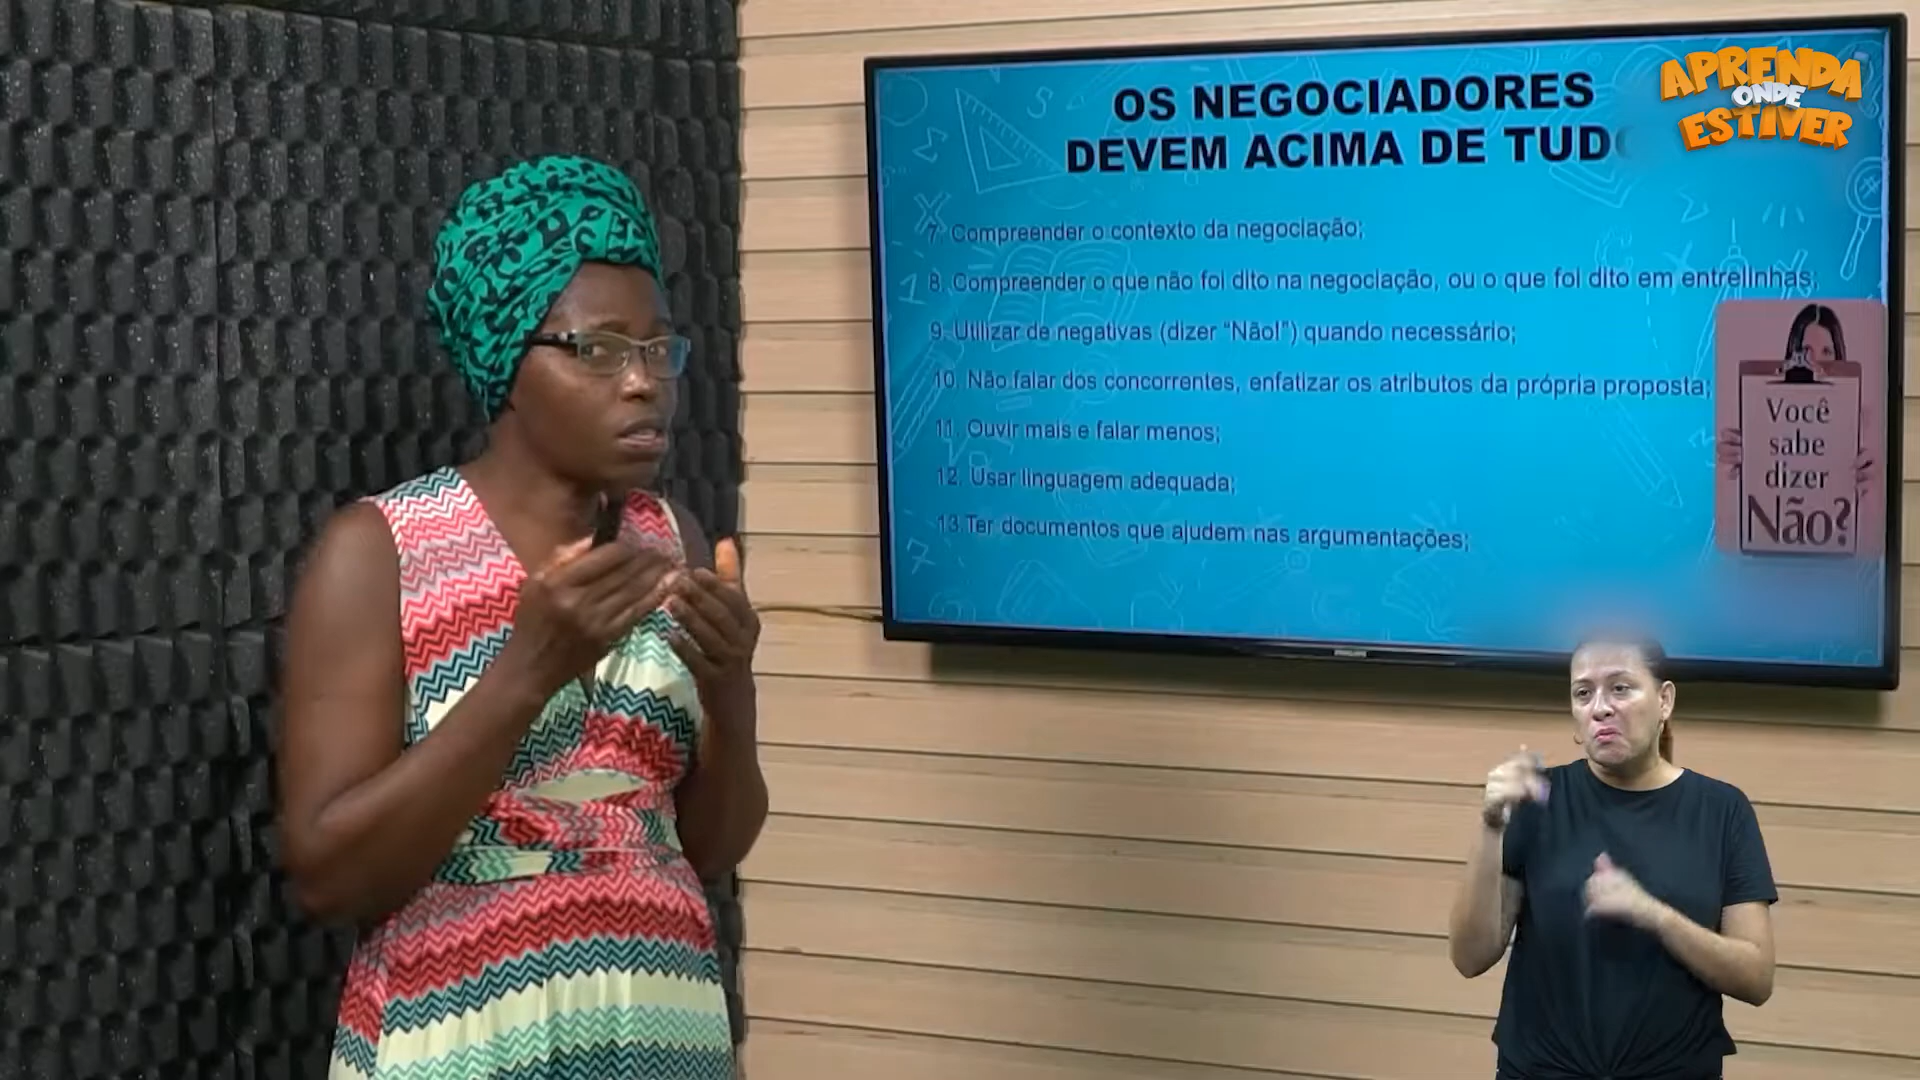 OS NEGOCIADORES
DEVEM ACIMA DE TUDO
APRENDA
ONDE
ESTIVER
7. Compreender o contexto da negociação;
8. Compreender o que não foi dito na negociação, ou o que foi dito em entrelinhas;
9. Utilizar de negativas (dizer “Não!”) quando necessário;
10. Não falar dos concorrentes, enfatizar os atributos da própria proposta;
11. Ouvir mais e falar menos;
12. Usar linguagem adequada;
13. Ter documentos que ajudem nas argumentações;
Você
sabe
dizer
Não?
PHILIPS